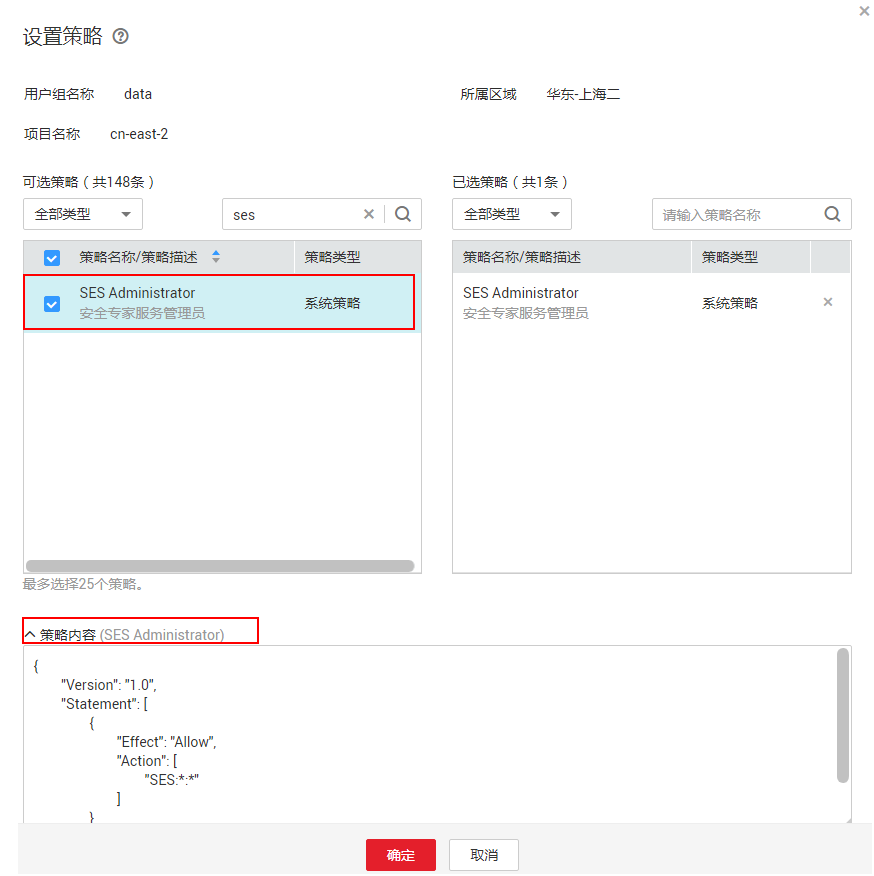 设置策略
用户组名称 data 所属区域 华东-上海二
项目名称 cn-east-2
可选策略（共148条） 已选策略（共1条）
全部类型 ses 全部类型 请输入策略名称
策略名称/策略描述 策略类型 策略名称/策略描述 策略类型
SES Administrator SES Administrator
系统策略 系统策略
安全专家服务管理员 安全专家服务管理员
最多选择25个策略。
策略内容 (SES Administrator)
{
"Version": "1.0",
"Statement": [
{
"Effect": "Allow",
"Action": [
"SES:*:*"
]
}
确定 取消